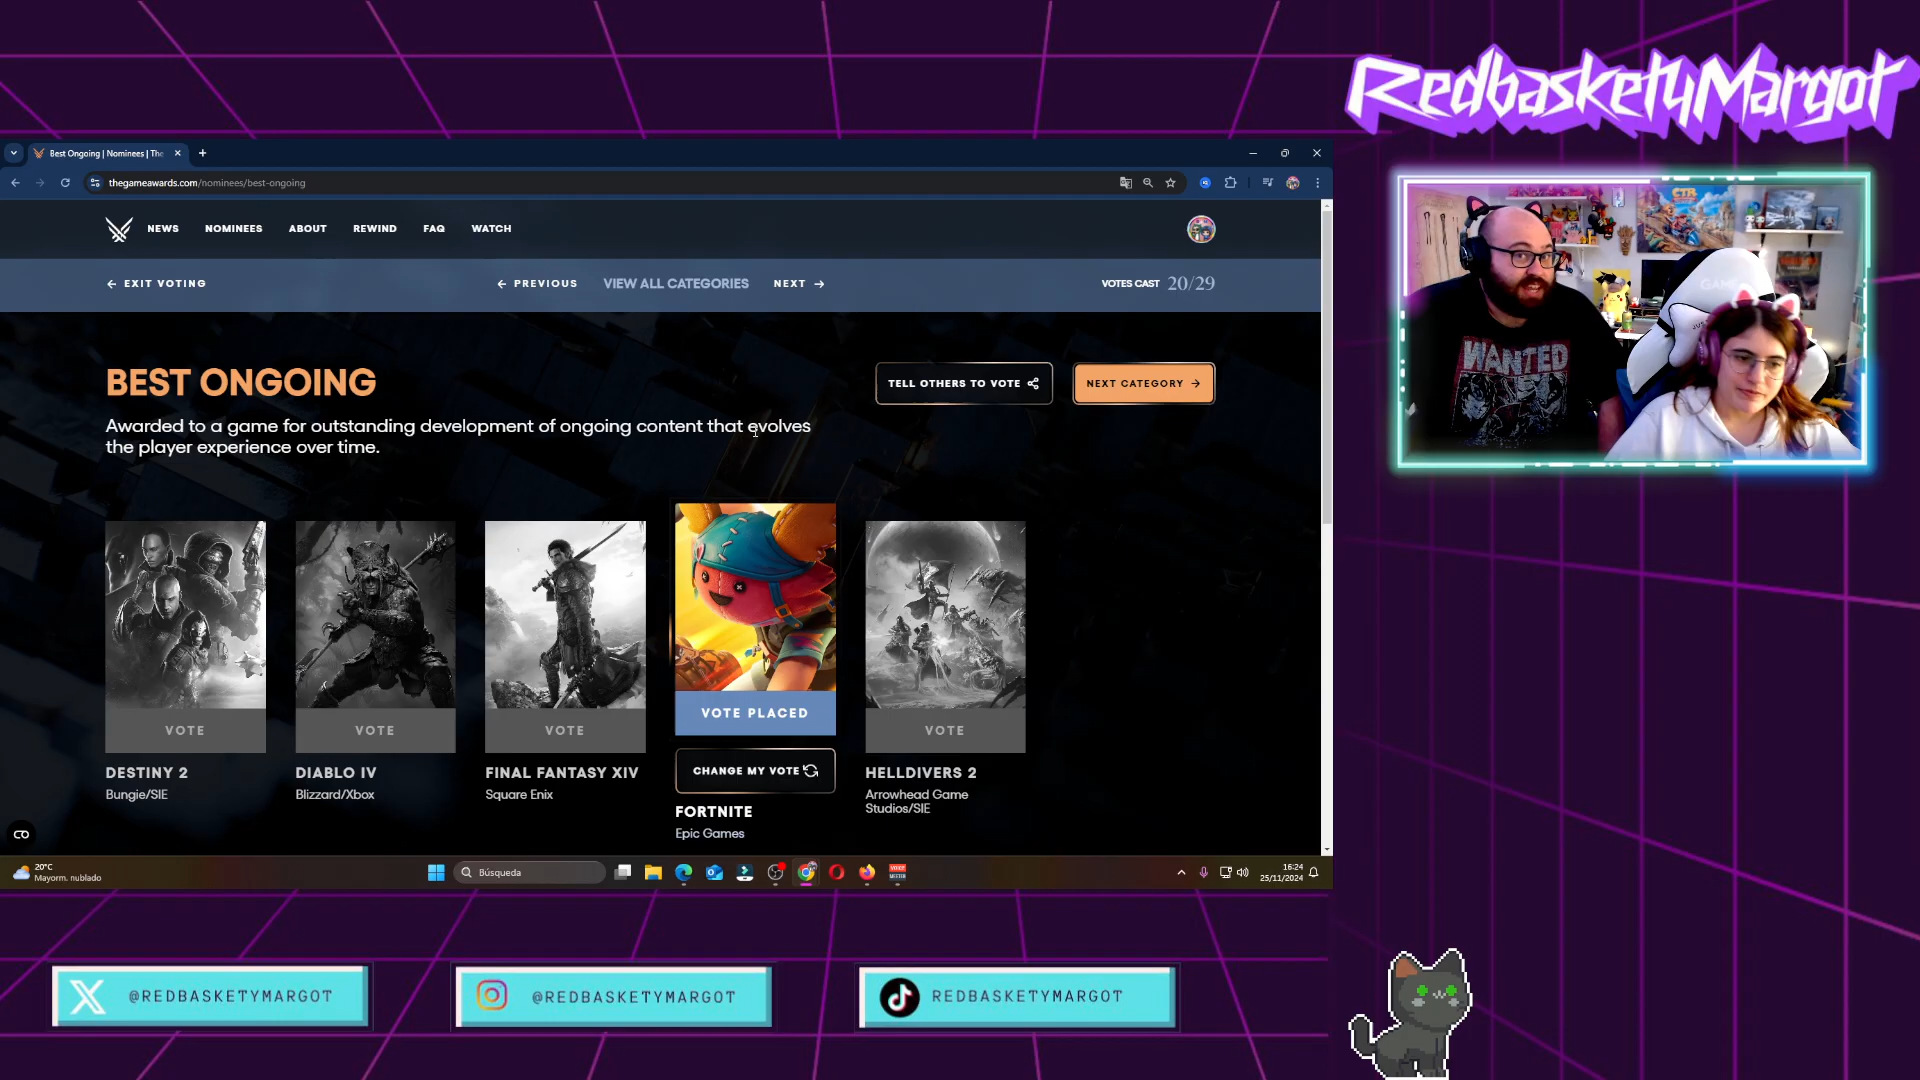 RedbasketyMargot
Best Ongoing | Nominees | The
thegameawards.com/nominees/best-ongoing
NEWS NOMINEES ABOUT REWIND FAQ WATCH
EXIT VOTING PREVIOUS VIEW ALL CATEGORIES NEXT VOTES CAST 20/29
BEST ONGOING
TELL OTHERS TO VOTE NEXT CATEGORY
Awarded to a game for outstanding development of ongoing content that evolves
the player experience over time.
WANTED
CTR
VOTE VOTE VOTE VOTE PLACED VOTE
CHANGE MY VOTE
DESTINY 2
Bungie/SIE
DIABLO IV
Blizzard/Xbox
FINAL FANTASY XIV
Square Enix
FORTNITE
Epic Games
HELLDIVERS 2
Arrowhead Game
Studios/SIE
20°C
Mayorm. nublado
Búsqueda
16:24
25/11/2024
@REDBASKETYMARGOT
@REDBASKETYMARGOT
REDBASKETYMARGOT